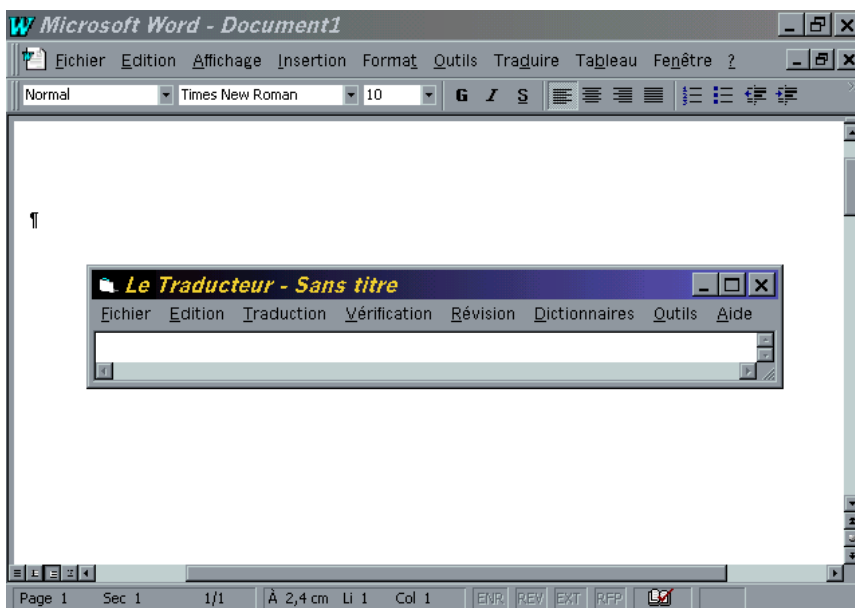 Microsoft Word - Document1
Fichier Edition Affichage Insertion Format Outils Traduire Tableau Fenêtre ?
Normal Times New Roman 10 G I S
¶
Le Traducteur - Sans titre
Fichier Edition Traduction Vérification Révision Dictionnaires Outils Aide
Page 1 Sec 1 1/1 À 2,4 cm Li 1 Col 1 ENR REV EXT RFP